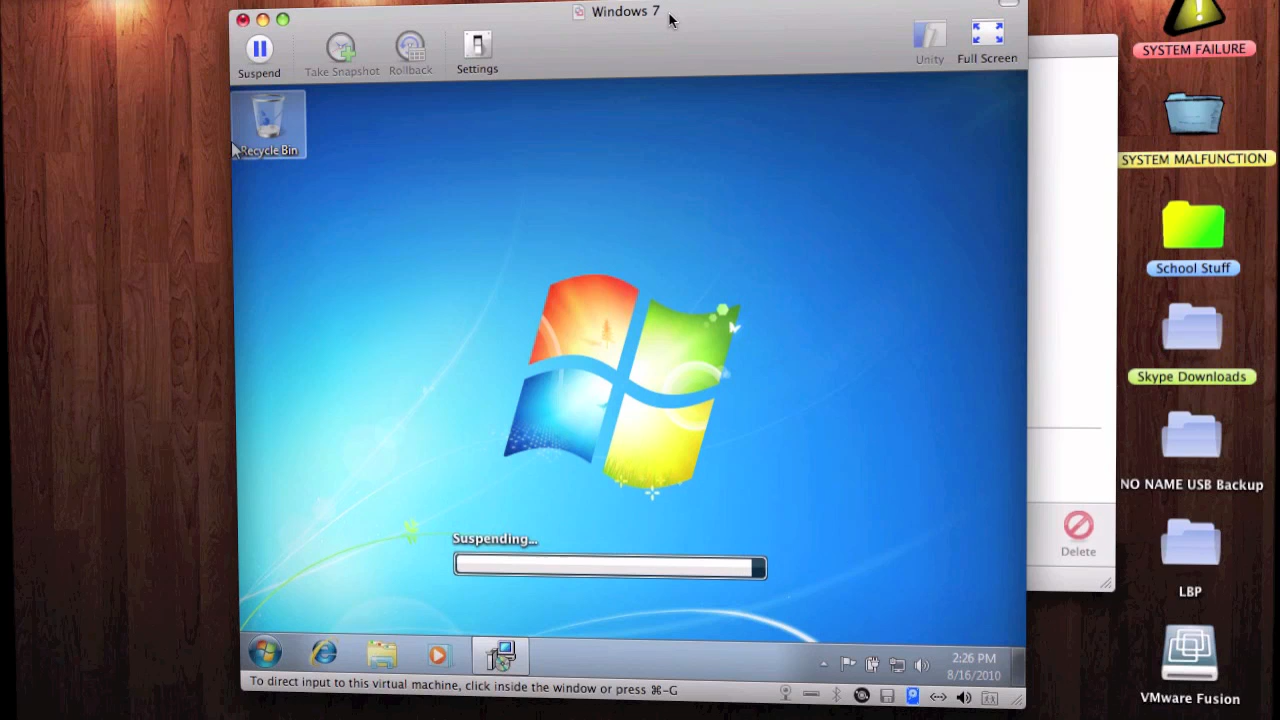 Windows 7
Suspend
Take Snapshot
Rollback
Settings
Unity
Full Screen
Recycle Bin
Suspending...
2:26 PM
8/16/2010
To direct input to this virtual machine, click inside the window or press ⌘-G
Delete
SYSTEM FAILURE
SYSTEM MALFUNCTION
School Stuff
Skype Downloads
NO NAME USB Backup
LBP
VMware Fusion